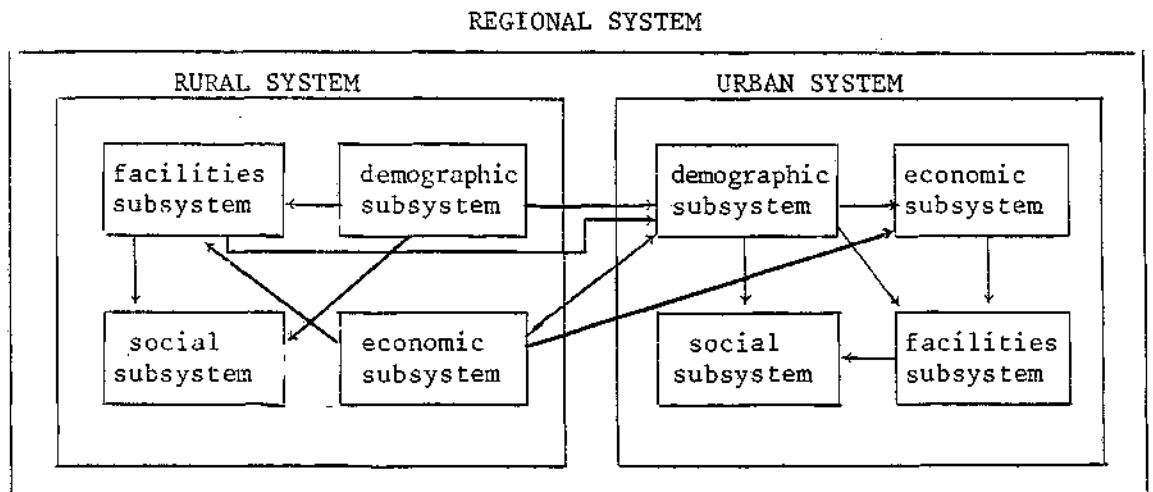 REGIONAL SYSTEM
RURAL SYSTEM
URBAN SYSTEM
facilities
subsystem
demographic
subsystem
demographic
subsystem
economic
subsystem
social
subsystem
economic
subsystem
social
subsystem
facilities
subsystem